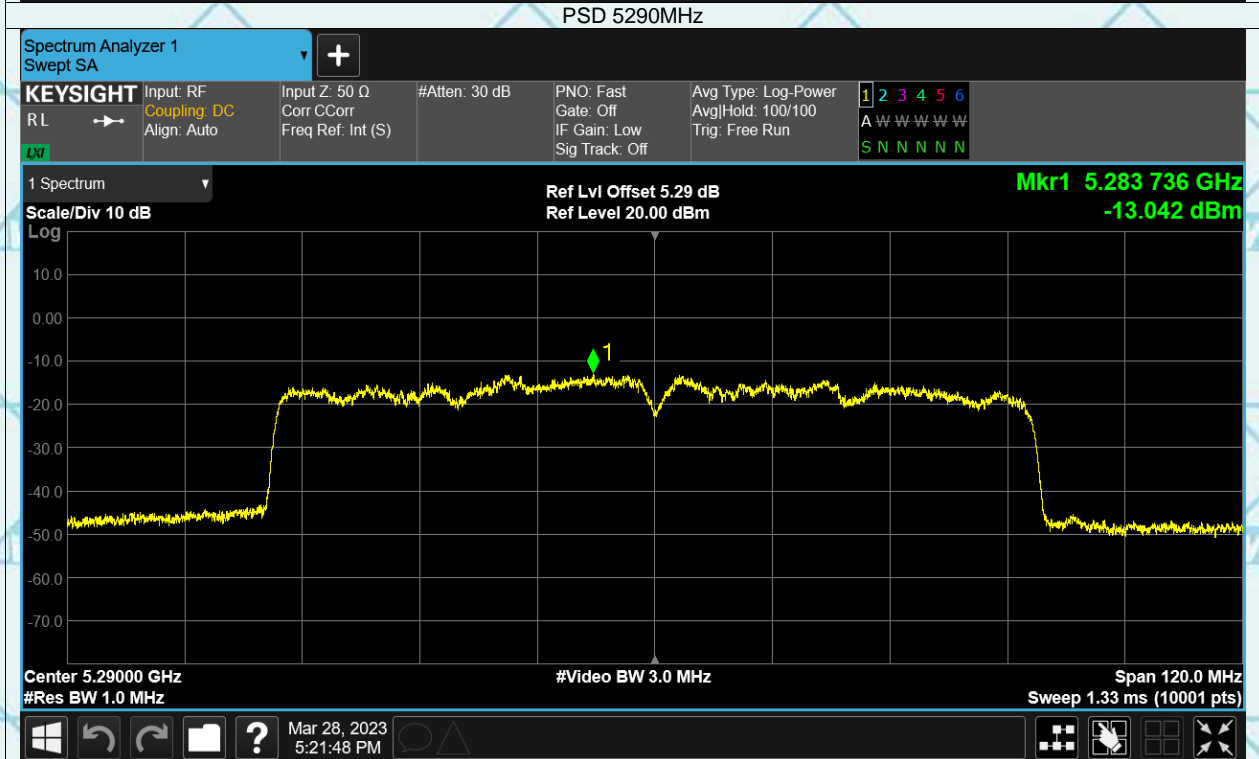 PSD 5290MHz
Spectrum Analyzer 1
Swept SA
+
KEYSIGHT
RL
LXI
Input: RF
Coupling: DC
Align: Auto
Input Z: 50 Ω
Corr CCorr
Freq Ref: Int (S)
#Atten: 30 dB
PNO: Fast
Gate: Off
IF Gain: Low
Sig Track: Off
Avg Type: Log-Power
Avg|Hold: 100/100
Trig: Free Run
1 2 3 4 5 6
A W W W W W
S N N N N N
1 Spectrum
Scale/Div 10 dB
Log
Ref Lvl Offset 5.29 dB
Ref Level 20.00 dBm
Mkr1 5.283 736 GHz
-13.042 dBm
10.0
0.00
-10.0
-20.0
-30.0
-40.0
-50.0
-60.0
-70.0
1
Center 5.29000 GHz
#Res BW 1.0 MHz
#Video BW 3.0 MHz
Span 120.0 MHz
Sweep 1.33 ms (10001 pts)
?
Mar 28, 2023
5:21:48 PM